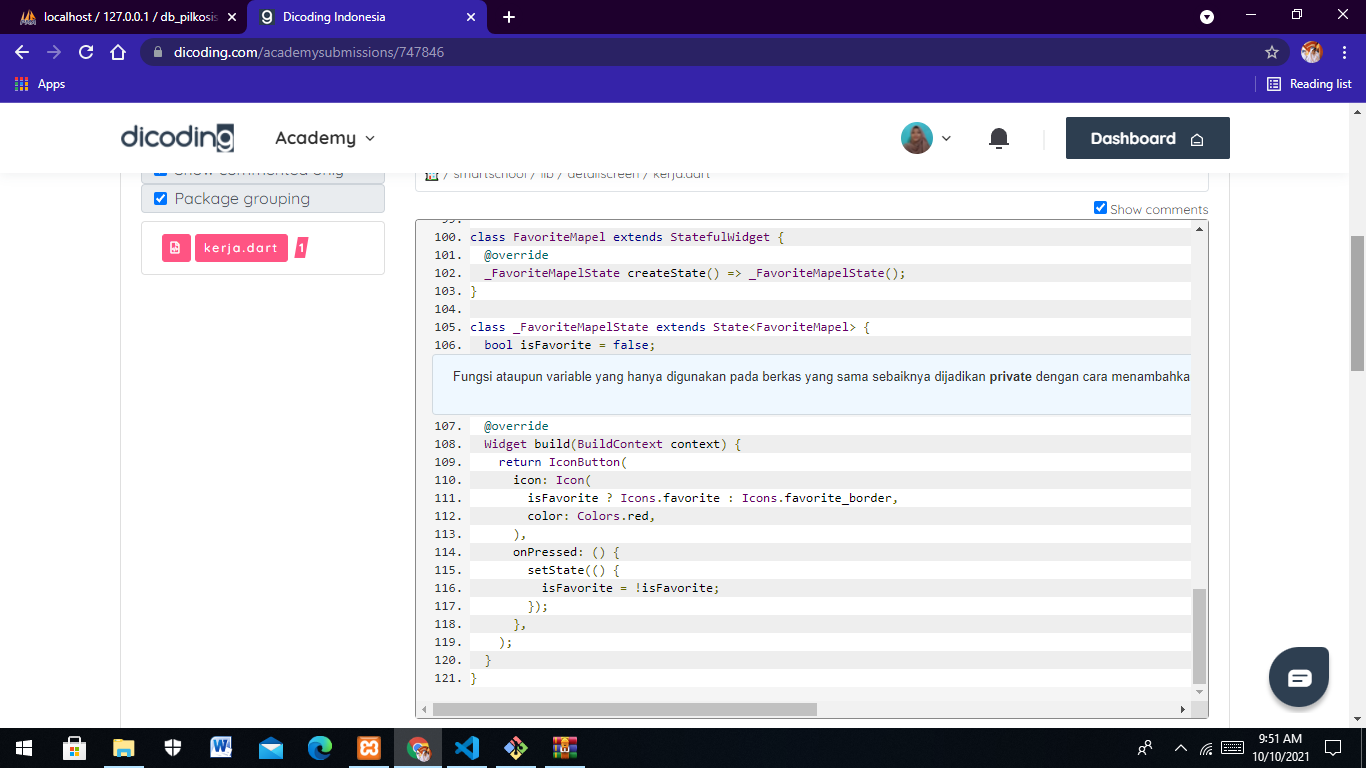 localhost / 127.0.0.1 / db_pilkosis
Dicoding Indonesia
dicoding.com/academysubmissions/747846
Apps
Reading list
dicoding
Academy
Dashboard
Show commented only
/ smartschool / lib / detailscreen / kerja.dart
Package grouping
Show comments
kerja.dart 1
99.
100. class FavoriteMapel extends StatefulWidget {
101. @override
102. _FavoriteMapelState createState() => _FavoriteMapelState();
103. }
104.
105. class _FavoriteMapelState extends State<FavoriteMapel> {
106. bool isFavorite = false;
Fungsi ataupun variable yang hanya digunakan pada berkas yang sama sebaiknya dijadikan private dengan cara menambahka
107. @override
108. Widget build(BuildContext context) {
109. return IconButton(
110. icon: Icon(
111. isFavorite ? Icons.favorite : Icons.favorite_border,
112. color: Colors.red,
113. ),
114. onPressed: () {
115. setState(() {
116. isFavorite = !isFavorite;
117. });
118. },
119. );
120. }
121. }
9:51 AM
10/10/2021